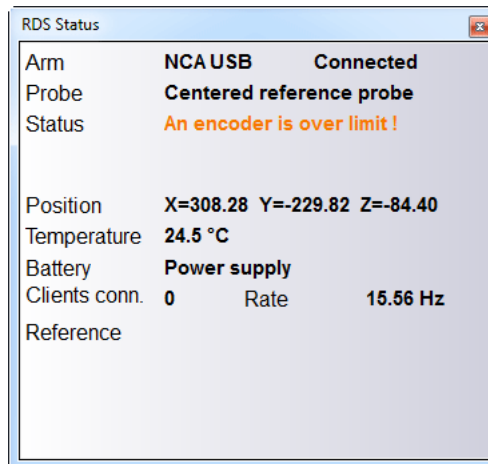 RDS Status
Arm NCA USB Connected
Probe Centered reference probe
Status An encoder is over limit !
Position X=308.28 Y=-229.82 Z=-84.40
Temperature 24.5 °C
Battery Power supply
Clients conn. 0 Rate 15.56 Hz
Reference